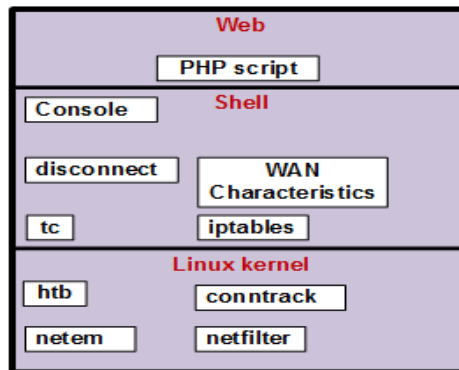 Web
PHP script
Shell
Console
disconnect
WAN
Characteristics
tc
iptables
Linux kernel
htb
conntrack
netem
netfilter